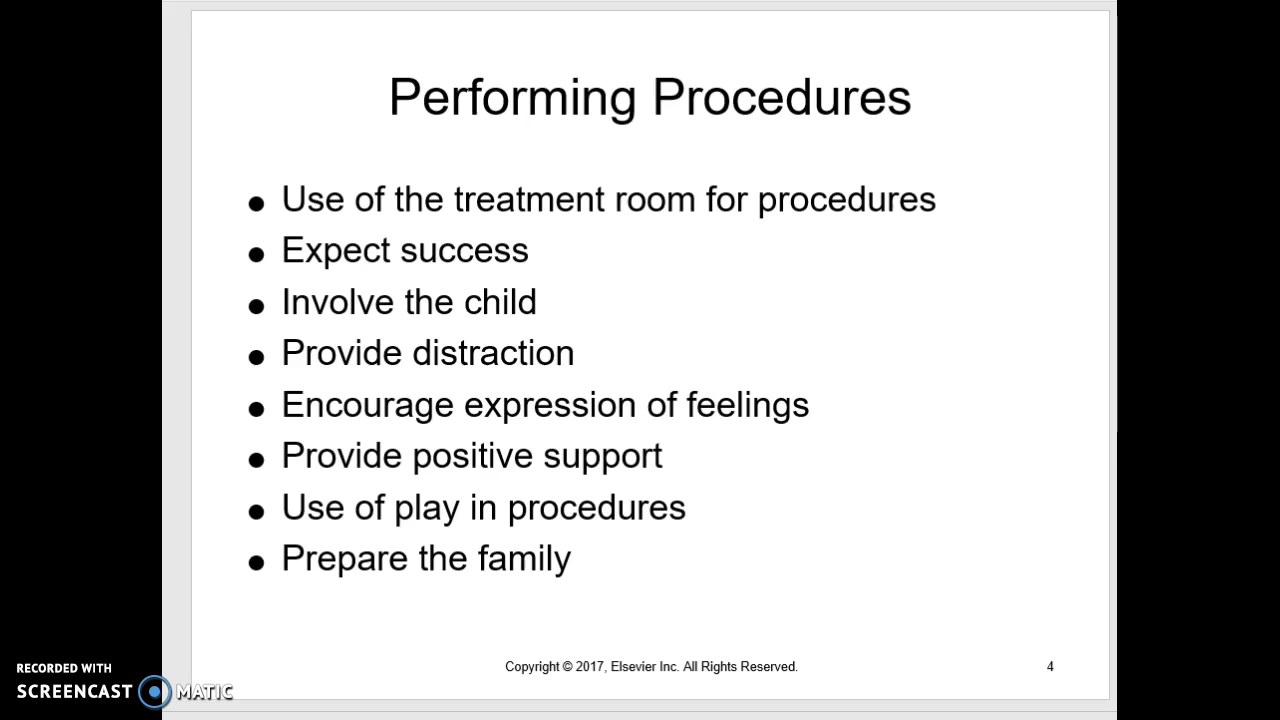 Performing Procedures
● Use of the treatment room for procedures
● Expect success
● Involve the child
● Provide distraction
● Encourage expression of feelings
● Provide positive support
● Use of play in procedures
● Prepare the family
Copyright © 2017, Elsevier Inc. All Rights Reserved.
4
RECORDED WITH
SCREENCAST MATIC